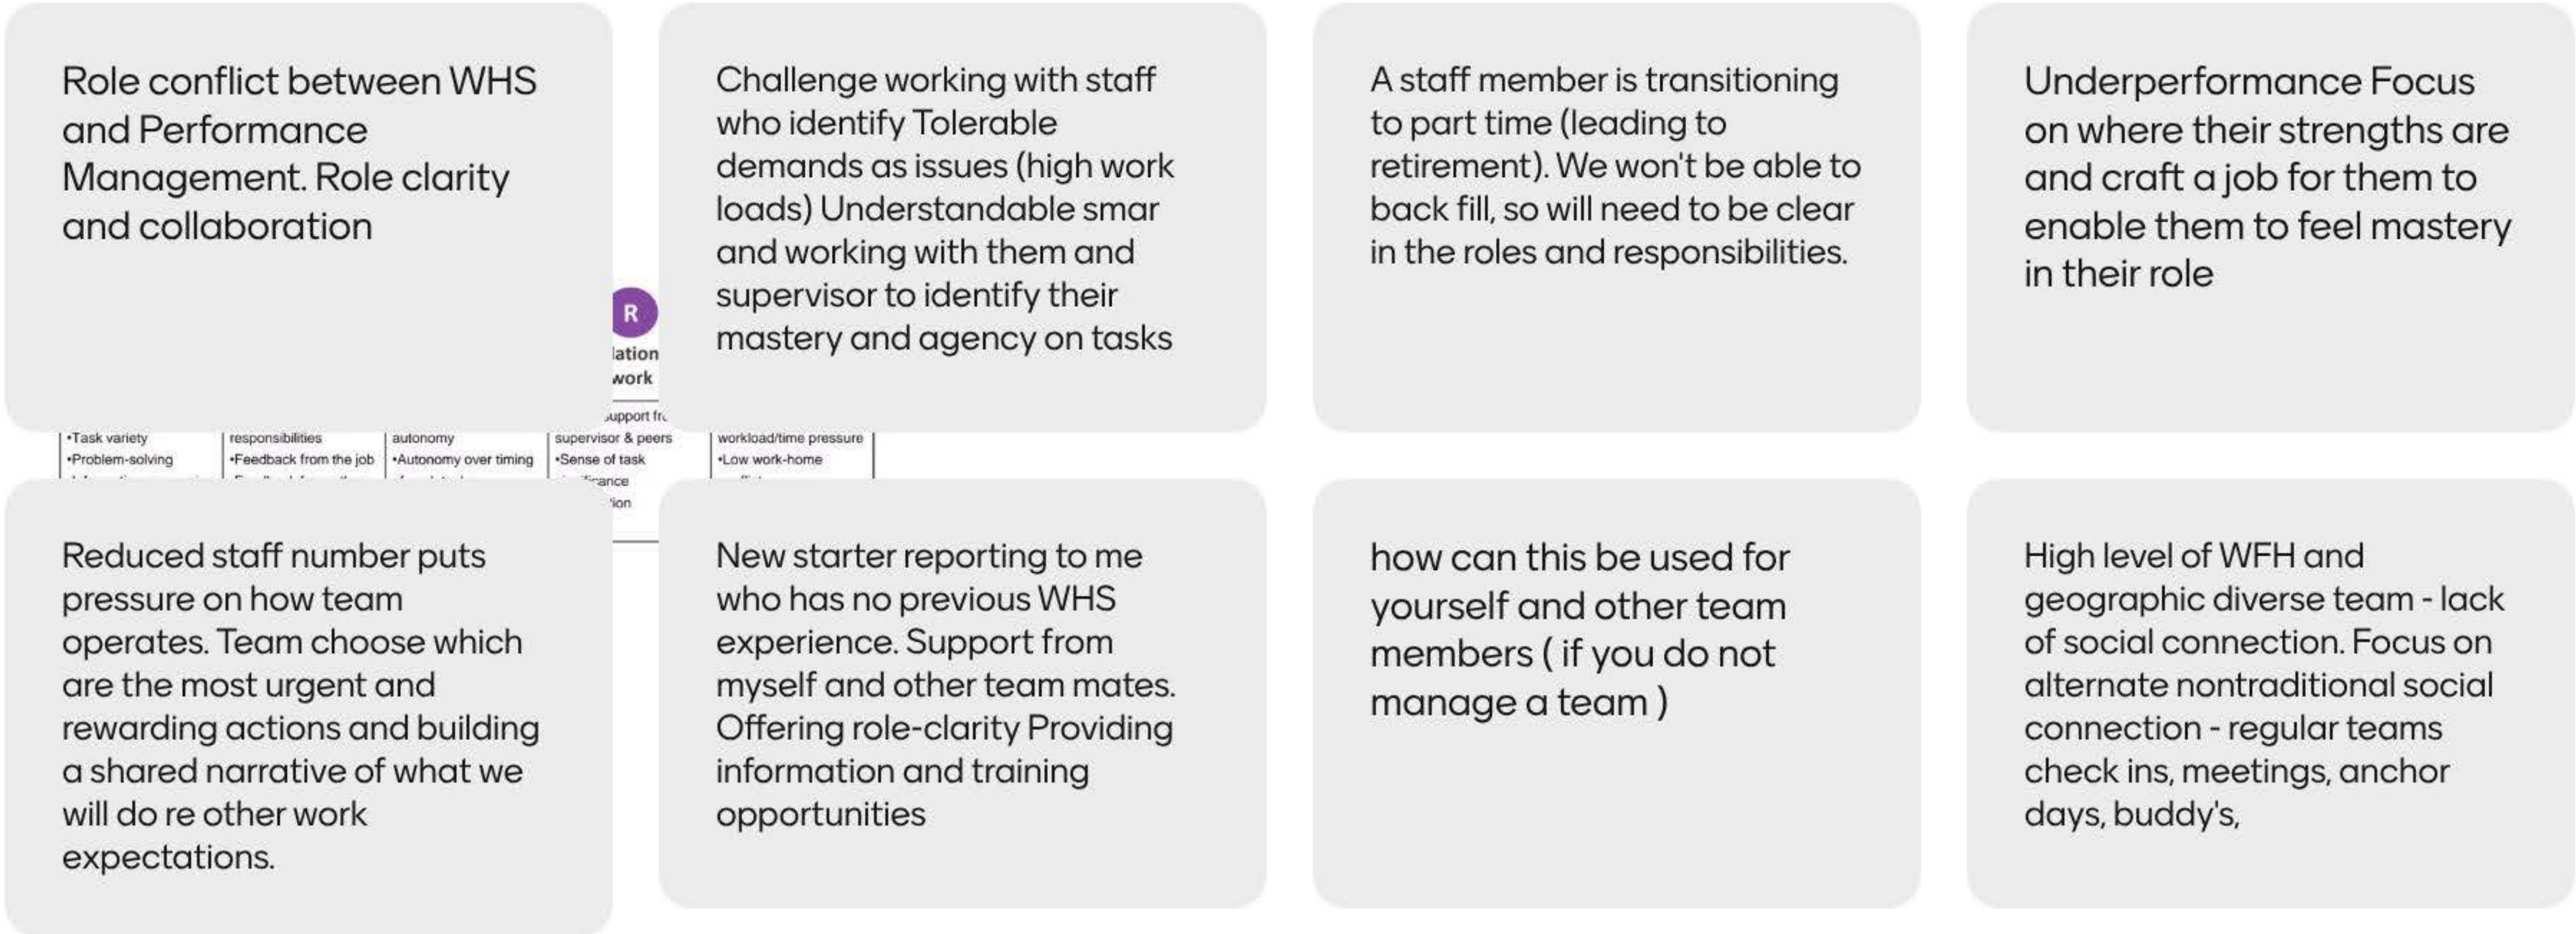 Role conflict between WHS
and Performance
Management. Role clarity
and collaboration
Challenge working with staff
who identify Tolerable
demands as issues (high work
loads) Understandable smar
and working with them and
supervisor to identify their
mastery and agency on tasks
A staff member is transitioning
to part time (leading to
retirement). We won't be able to
back fill, so will need to be clear
in the roles and responsibilities.
Underperformance Focus
on where their strengths are
and craft a job for them to
enable them to feel mastery
in their role
R
lation
work
upport fr
•Task variety
•Problem-solving
responsibilities
•Feedback from the job
autonomy
•Autonomy over timing
supervisor & peers
•Sense of task
workload/time pressure
•Low work-home
Reduced staff number puts
pressure on how team
operates. Team choose which
are the most urgent and
rewarding actions and building
a shared narrative of what we
will do re other work
expectations.
New starter reporting to me
who has no previous WHS
experience. Support from
myself and other team mates.
Offering role-clarity Providing
information and training
opportunities
how can this be used for
yourself and other team
members ( if you do not
manage a team )
High level of WFH and
geographic diverse team - lack
of social connection. Focus on
alternate nontraditional social
connection - regular teams
check ins, meetings, anchor
days, buddy's,